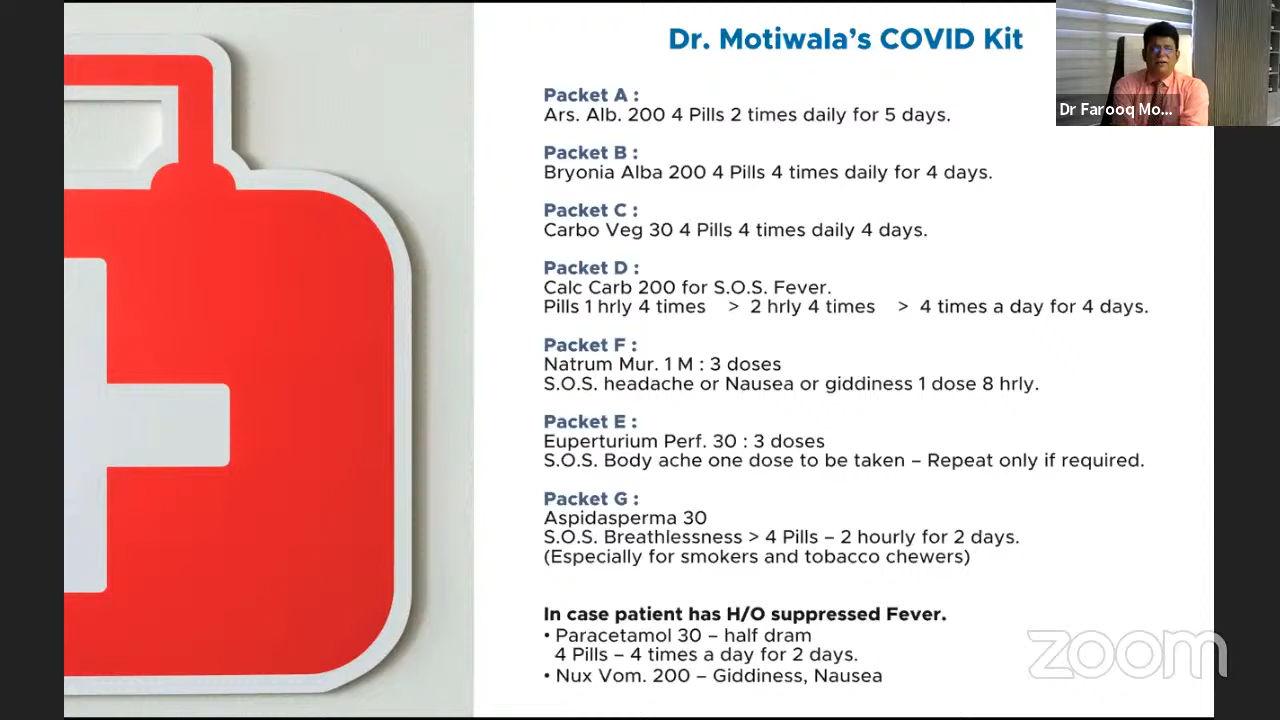 Dr. Motiwala's COVID Kit
Dr Farooq Mo...
Packet A :
Ars. Alb. 200 4 Pills 2 times daily for 5 days.
Packet B :
Bryonia Alba 200 4 Pills 4 times daily for 4 days.
Packet C :
Carbo Veg 30 4 Pills 4 times daily 4 days.
Packet D :
Calc Carb 200 for S.O.S. Fever.
Pills 1 hrly 4 times > 2 hrly 4 times > 4 times a day for 4 days.
Packet F :
Natrum Mur. 1 M : 3 doses
S.O.S. headache or Nausea or giddiness 1 dose 8 hrly.
Packet E :
Euperturium Perf. 30 : 3 doses
S.O.S. Body ache one dose to be taken – Repeat only if required.
Packet G :
Aspidasperma 30
S.O.S. Breathlessness > 4 Pills – 2 hourly for 2 days.
(Especially for smokers and tobacco chewers)
In case patient has H/O suppressed Fever.
• Paracetamol 30 – half dram
4 Pills – 4 times a day for 2 days.
• Nux Vom. 200 – Giddiness, Nausea
zoom